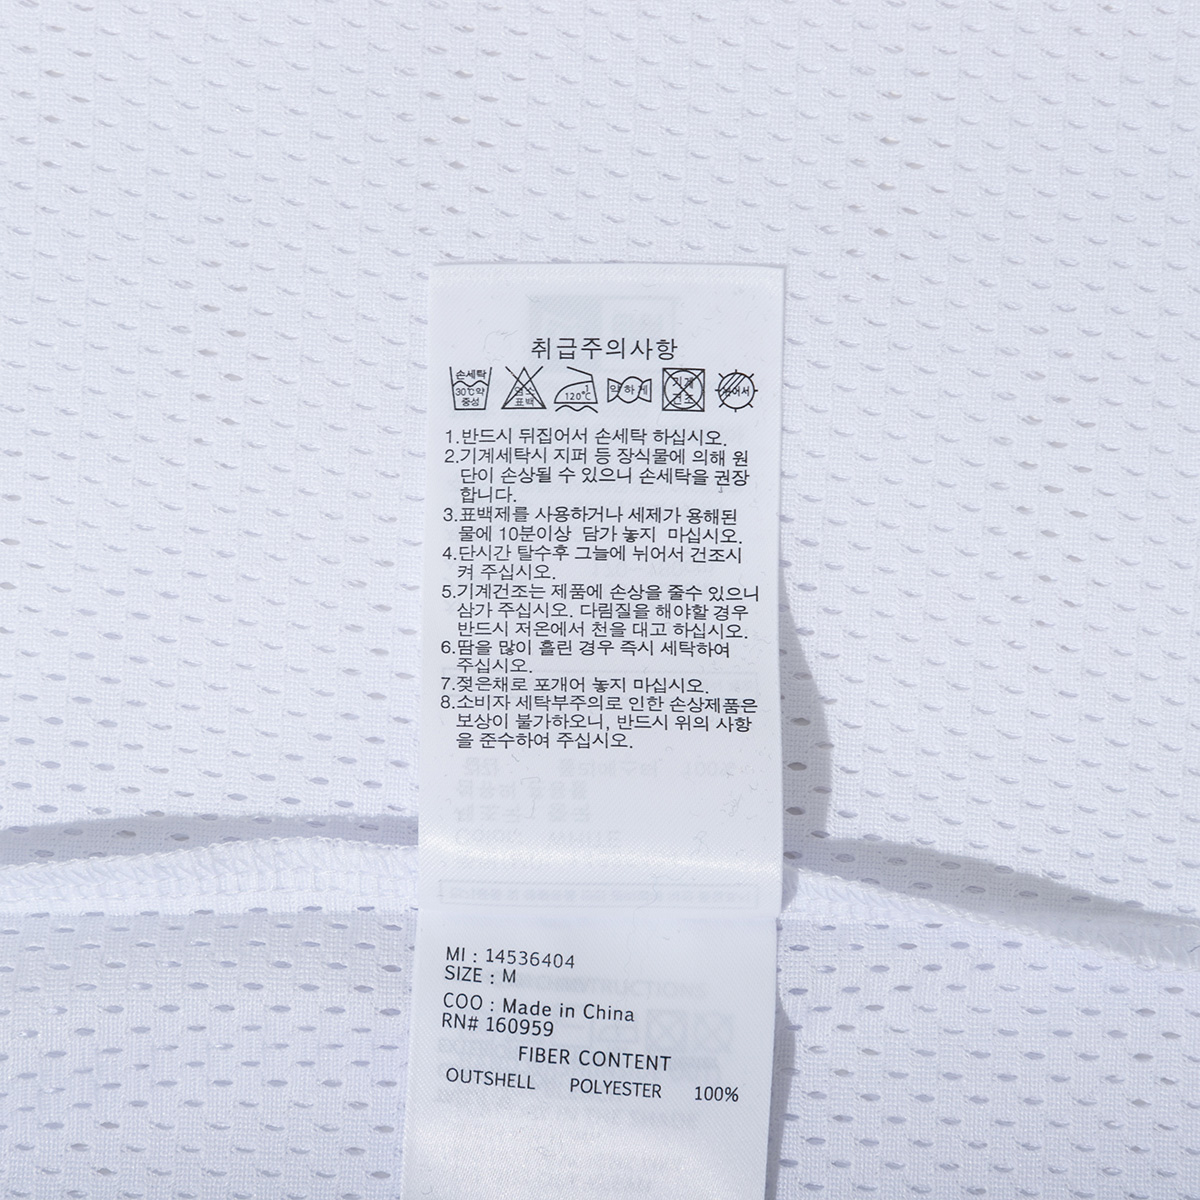 취급주의사항
손세탁
30℃약
중성
염소
표백
120℃
약하게
기계
건조
뉘어서
1.반드시 뒤집어서 손세탁 하십시오.
2.기계세탁시 지퍼 등 장식물에 의해 원
단이 손상될 수 있으니 손세탁을 권장
합니다.
3.표백제를 사용하거나 세제가 용해된
물에 10분이상 담가 놓지 마십시오.
4.단시간 탈수후 그늘에 뉘어서 건조시
켜 주십시오.
5.기계건조는 제품에 손상을 줄수 있으니
삼가 주십시오. 다림질을 해야할 경우
반드시 저온에서 천을 대고 하십시오.
6.땀을 많이 흘린 경우 즉시 세탁하여
주십시오.
7.젖은채로 포개어 놓지 마십시오.
8.소비자 세탁부주의로 인한 손상제품은
보상이 불가하오니, 반드시 위의 사항
을 준수하여 주십시오.
MI : 14536404
SIZE : M
COO : Made in China
RN# 160959
FIBER CONTENT
OUTSHELL POLYESTER 100%